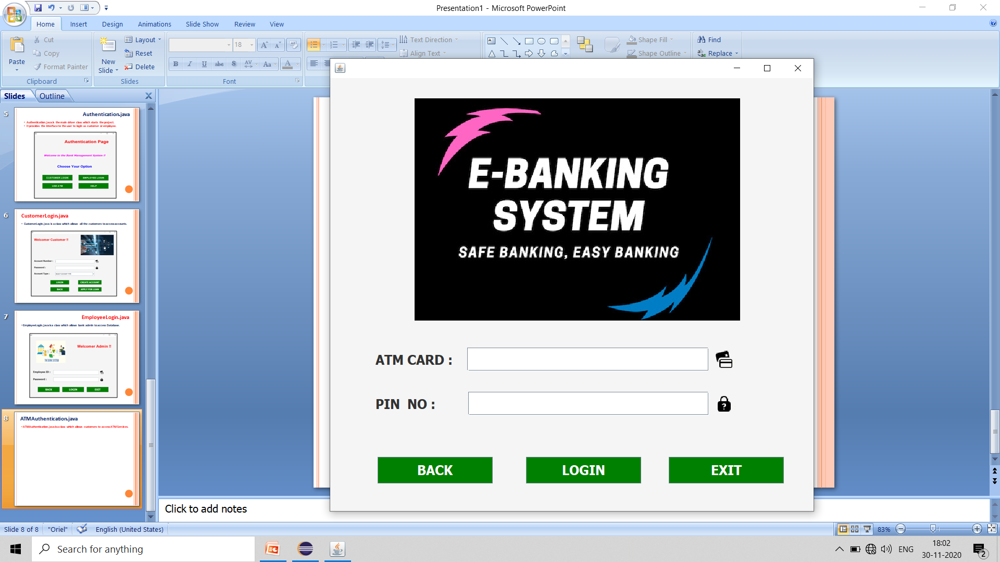 Presentation1 - Microsoft PowerPoint
Home
Insert
Design
Animations
Slide Show
Review
View
Paste
Cut
Copy
Format Painter
Clipboard
New Slide
Layout
Reset
Delete
Slides
18
Font
Text Direction
Align Text
Shape Fill
Shape Outline
Find
Replace
Slides
Outline
5
Authentication.java
• Authentication.java is the main driver class which starts the project.
• It provides the interface to the user to login as customer or employee.
Authentication Page
Welcome to the Bank Management System !!
Choose Your Option
CUSTOMER LOGIN
EMPLOYEE LOGIN
USE ATM
HELP
6
CustomerLogin.java
• CustomerLogin.java is a class which allows all the customers to access accounts.
Welcomer Customer !!
Account Number :
Password :
Account Type :
SELECT ACCOUNT TYPE
LOGIN
CREATE ACCOUNT
BACK
APPLY FOR LOAN
7
EmployeeLogin.java
• EmployeeLogin.java is a class which allows bank admin to access Database.
Welcomer Admin !!
THE BANK SYSTEM
Employee ID :
Password :
BACK
LOGIN
EXIT
8
ATMAuthentication.java
• ATMAuthentication.java is a class which allows customers to access ATM Services.
E-BANKING
SYSTEM
SAFE BANKING, EASY BANKING
ATM CARD :
PIN NO :
BACK
LOGIN
EXIT
Click to add notes
Slide 8 of 8
"Oriel"
English (United States)
83%
Search for anything
ENG
18:02
30-11-2020
2